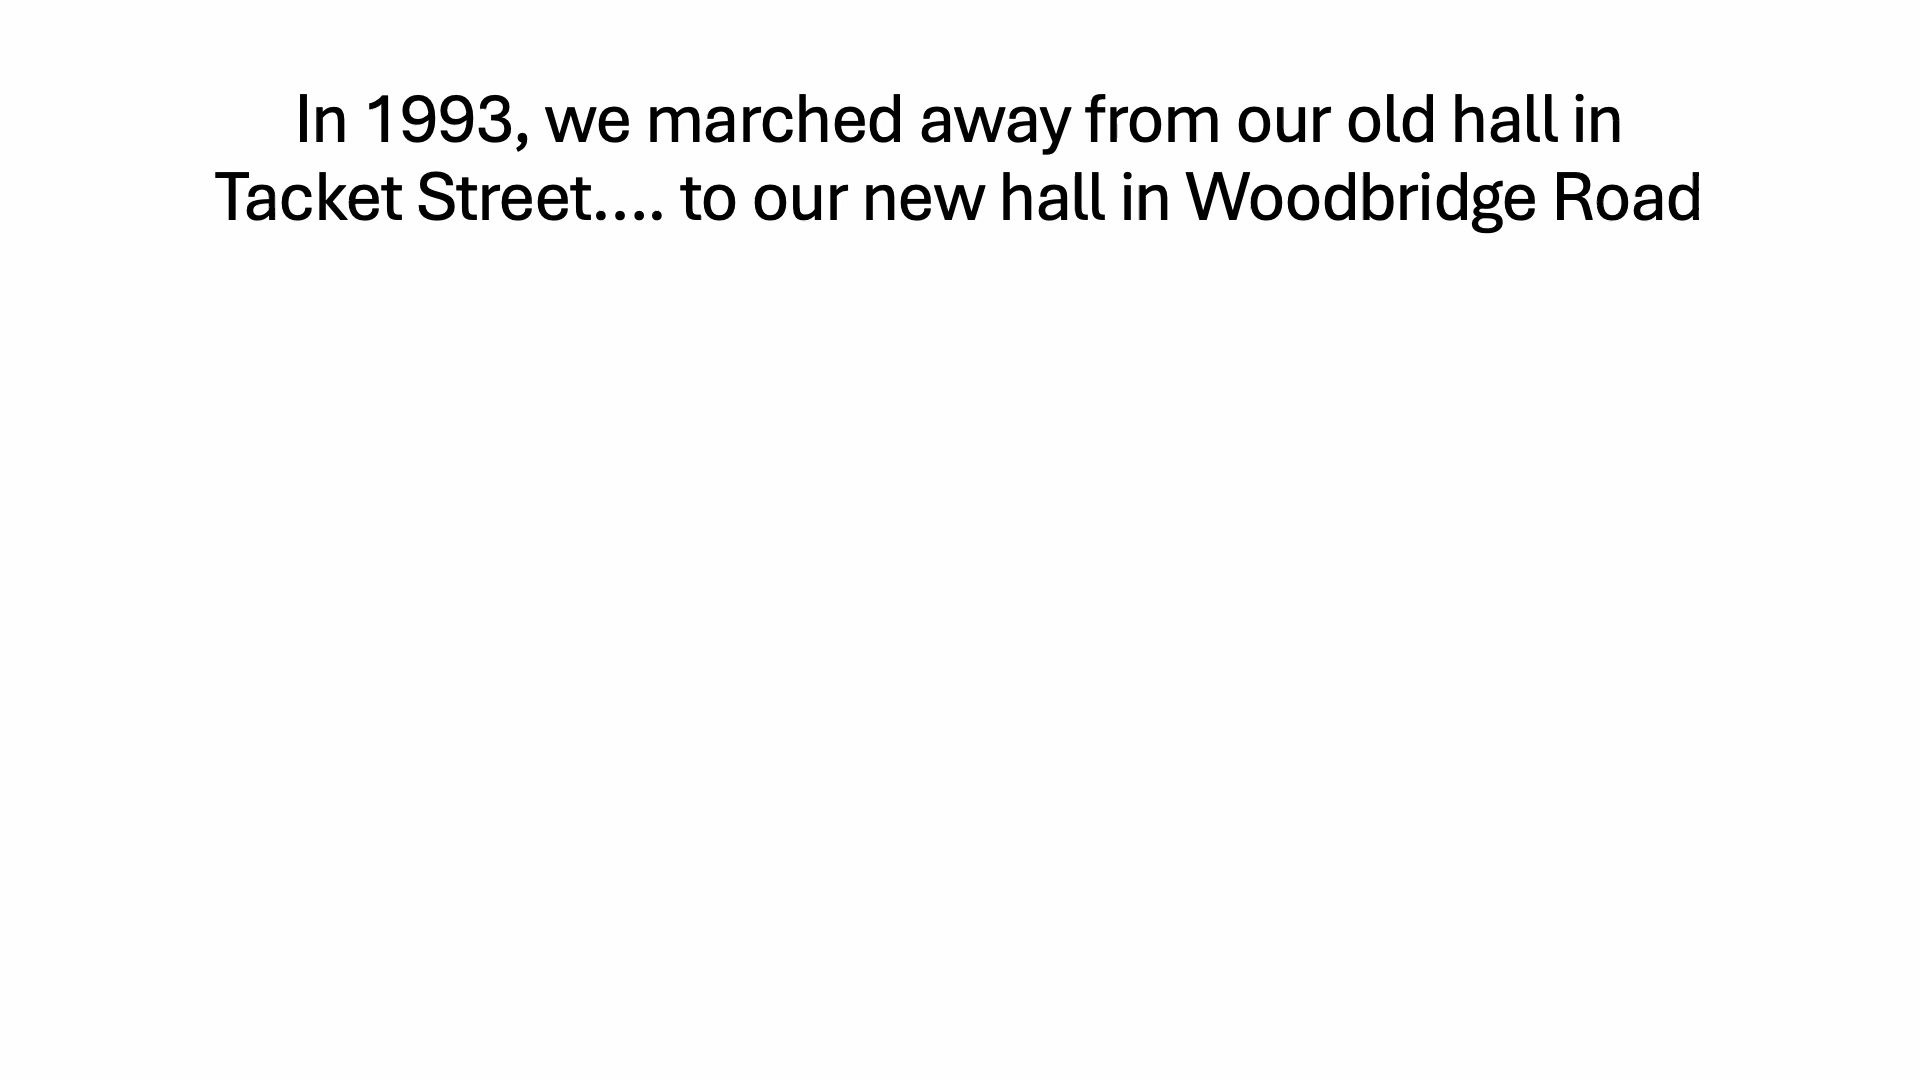 In 1993, we marched away from our old hall in
Tacket Street.... to our new hall in Woodbridge Road